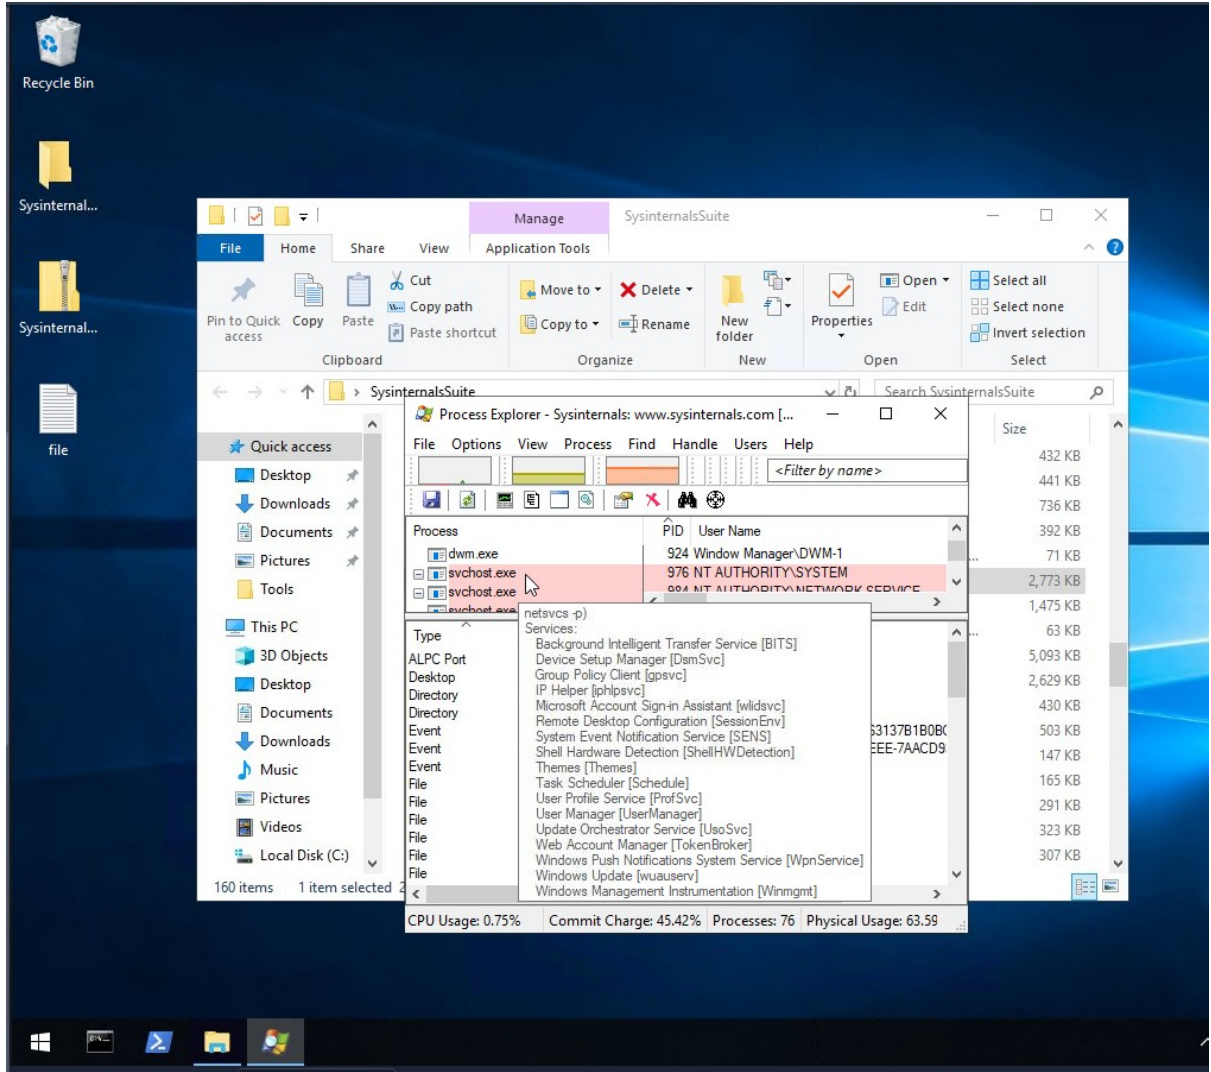 Recycle Bin
Sysinternal...
Sysinternal...
file
Manage
SysinternalsSuite
File
Home
Share
View
Application Tools
Pin to Quick access
Copy
Paste
Cut
Copy path
Paste shortcut
Move to
Copy to
Delete
Rename
New folder
Properties
Open
Edit
Select all
Select none
Invert selection
Clipboard
Organize
New
Open
Select
SysinternalsSuite
Search SysinternalsSuite
Quick access
Desktop
Downloads
Documents
Pictures
Tools
This PC
3D Objects
Desktop
Documents
Downloads
Music
Pictures
Videos
Local Disk (C:)
160 items 1 item selected 2
Size
432 KB
441 KB
736 KB
392 KB
71 KB
2,773 KB
1,475 KB
63 KB
5,093 KB
2,629 KB
430 KB
503 KB
147 KB
165 KB
291 KB
323 KB
307 KB
Process Explorer - Sysinternals: www.sysinternals.com [...
File Options View Process Find Handle Users Help
<Filter by name>
Process PID User Name
dwm.exe 924 Window Manager\DWM-1
svchost.exe 976 NT AUTHORITY\SYSTEM
svchost.exe 984 NT AUTHORITY\NETWORK SERVICE
svchost.exe
Type
ALPC Port
Desktop
Directory
Directory
Event
Event
Event
File
File
File
File
File
File
netsvcs -p)
Services:
Background Intelligent Transfer Service [BITS]
Device Setup Manager [DsmSvc]
Group Policy Client [gpsvc]
IP Helper [iphlpsvc]
Microsoft Account Sign-in Assistant [wlidsvc]
Remote Desktop Configuration [SessionEnv]
System Event Notification Service [SENS]
Shell Hardware Detection [ShellHWDetection]
Themes [Themes]
Task Scheduler [Schedule]
User Profile Service [ProfSvc]
User Manager [UserManager]
Update Orchestrator Service [UsoSvc]
Web Account Manager [TokenBroker]
Windows Push Notifications System Service [WpnService]
Windows Update [wuauserv]
Windows Management Instrumentation [Winmgmt]
EEE-7AACD9
CPU Usage: 0.75% Commit Charge: 45.42% Processes: 76 Physical Usage: 63.59